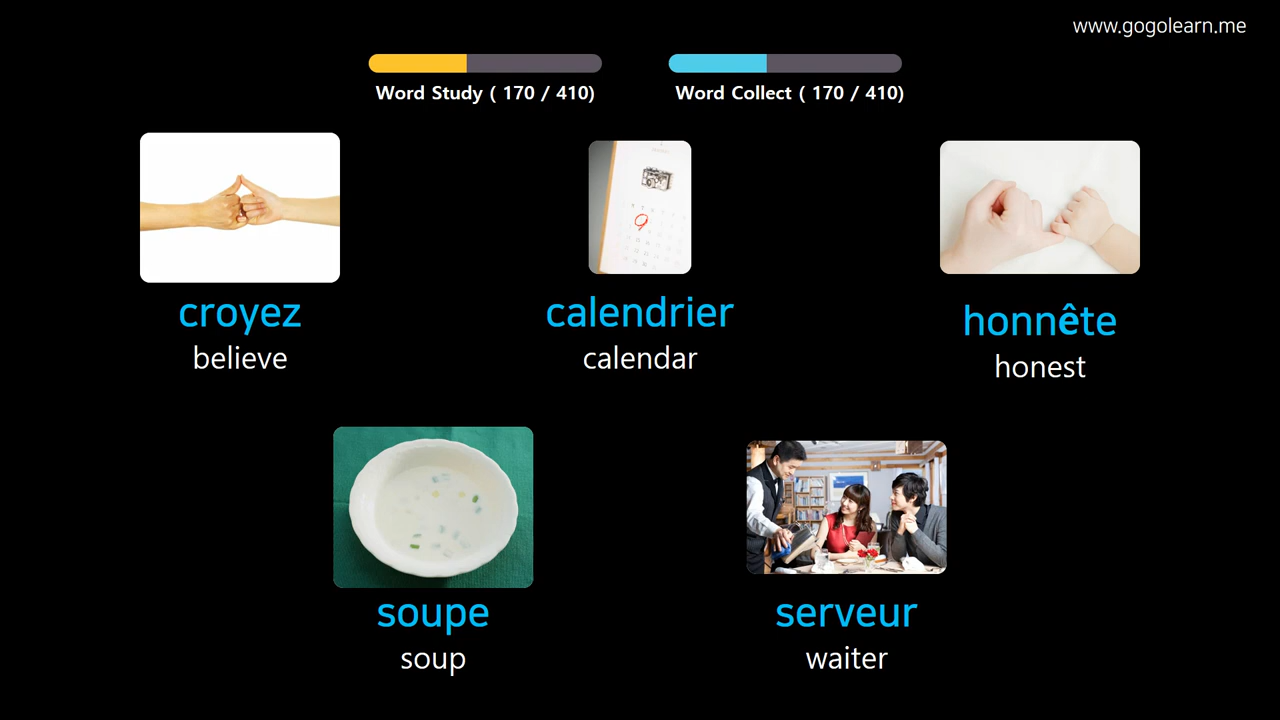 www.gogolearn.me
Word Study ( 170 / 410)
Word Collect ( 170 / 410)
croyez
believe
calendrier
calendar
honnête
honest
soupe
soup
serveur
waiter